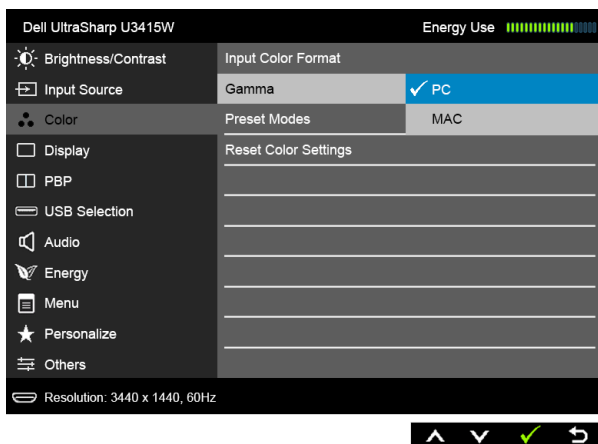 Dell UltraSharp U3415W Energy Use
Brightness/Contrast Input Color Format
Input Source Gamma PC
Color Preset Modes MAC
Display Reset Color Settings
PBP
USB Selection
Audio
Energy
Menu
Personalize
Others
Resolution: 3440 x 1440, 60Hz